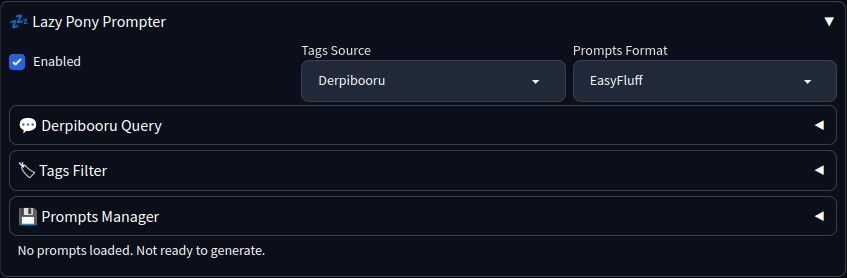 💤 Lazy Pony Prompter ▼
Enabled
Tags Source
Prompts Format
Derpibooru
EasyFluff
💬 Derpibooru Query ◀
🏷 Tags Filter ◀
💾 Prompts Manager ◀
No prompts loaded. Not ready to generate.